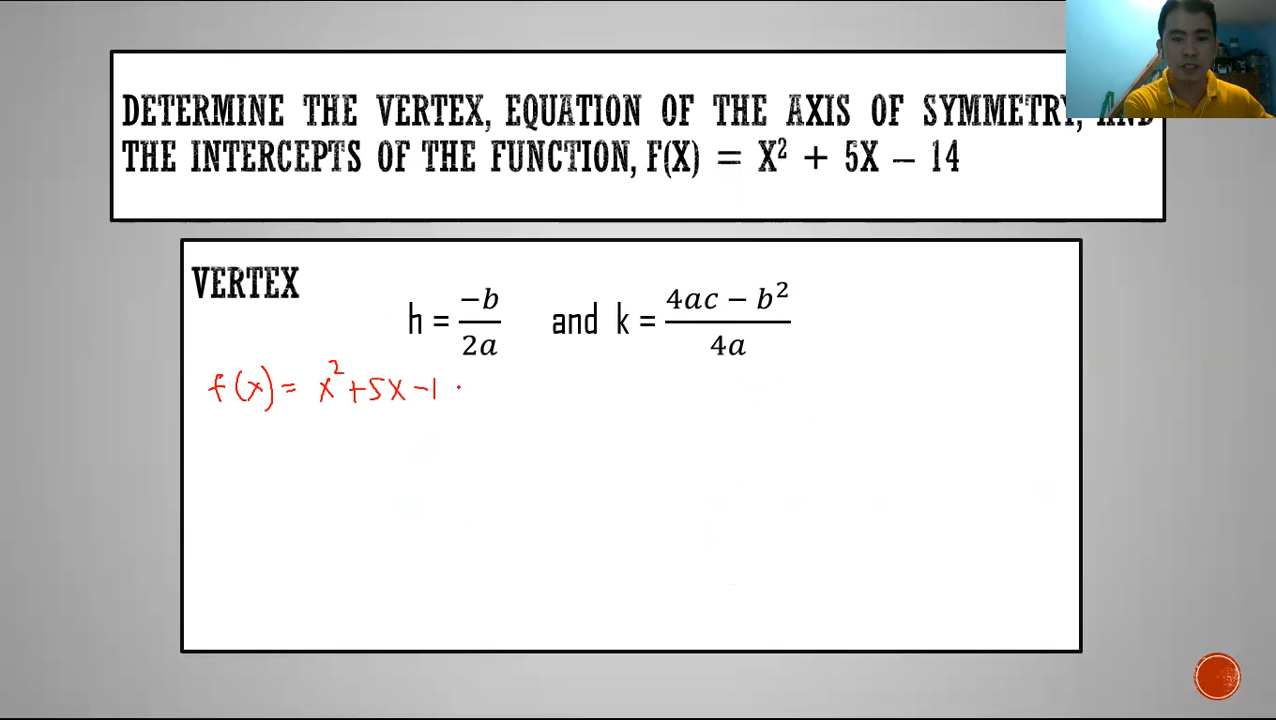 DETERMINE THE VERTEX, EQUATION OF THE AXIS OF SYMMETRY, AND
THE INTERCEPTS OF THE FUNCTION, F(X) = X² + 5X – 14
VERTEX
h = −b/2a and k = 4ac − b²/4a
f(x) = x² + 5x − 1